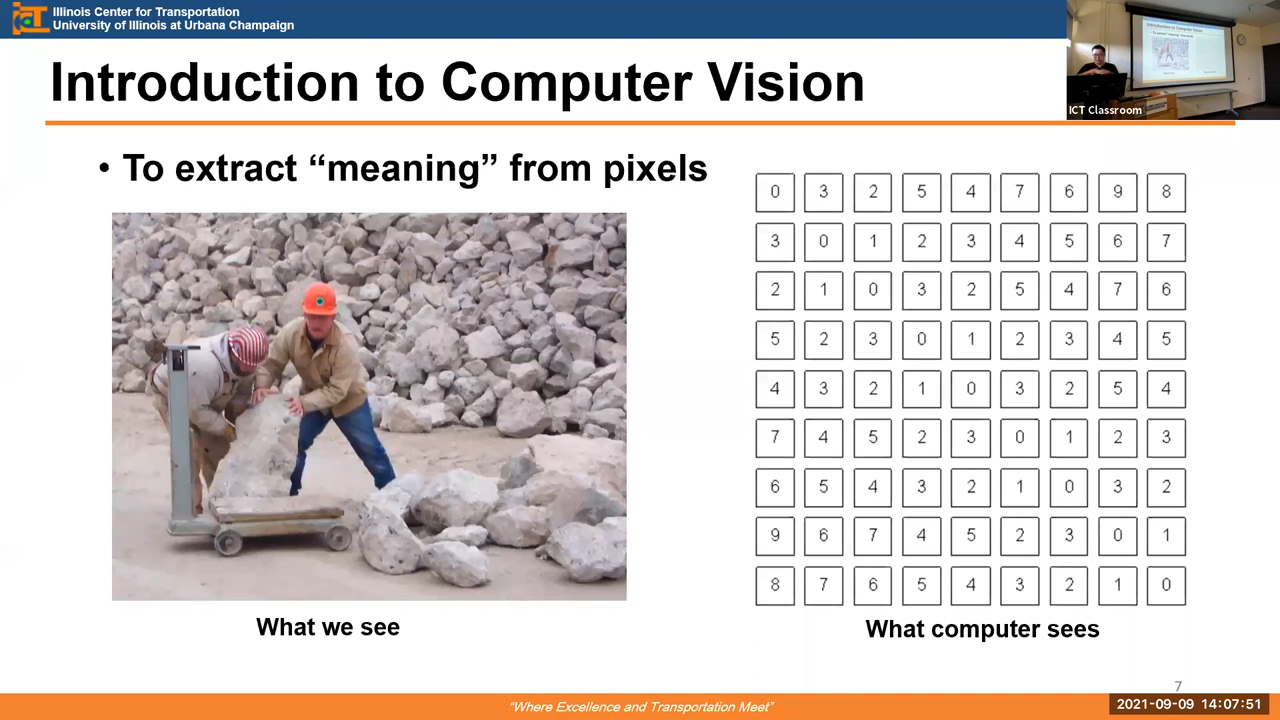 Illinois Center for Transportation
University of Illinois at Urbana Champaign
ICT Classroom
Introduction to Computer Vision
• To extract “meaning” from pixels
0 3 2 5 4 7 6 9 8
3 0 1 2 3 4 5 6 7
2 1 0 3 2 5 4 7 6
5 2 3 0 1 2 3 4 5
4 3 2 1 0 3 2 5 4
7 4 5 2 3 0 1 2 3
6 5 4 3 2 1 0 3 2
9 6 7 4 5 2 3 0 1
8 7 6 5 4 3 2 1 0
What we see
What computer sees
7
“Where Excellence and Transportation Meet”
2021-09-09 14:07:51